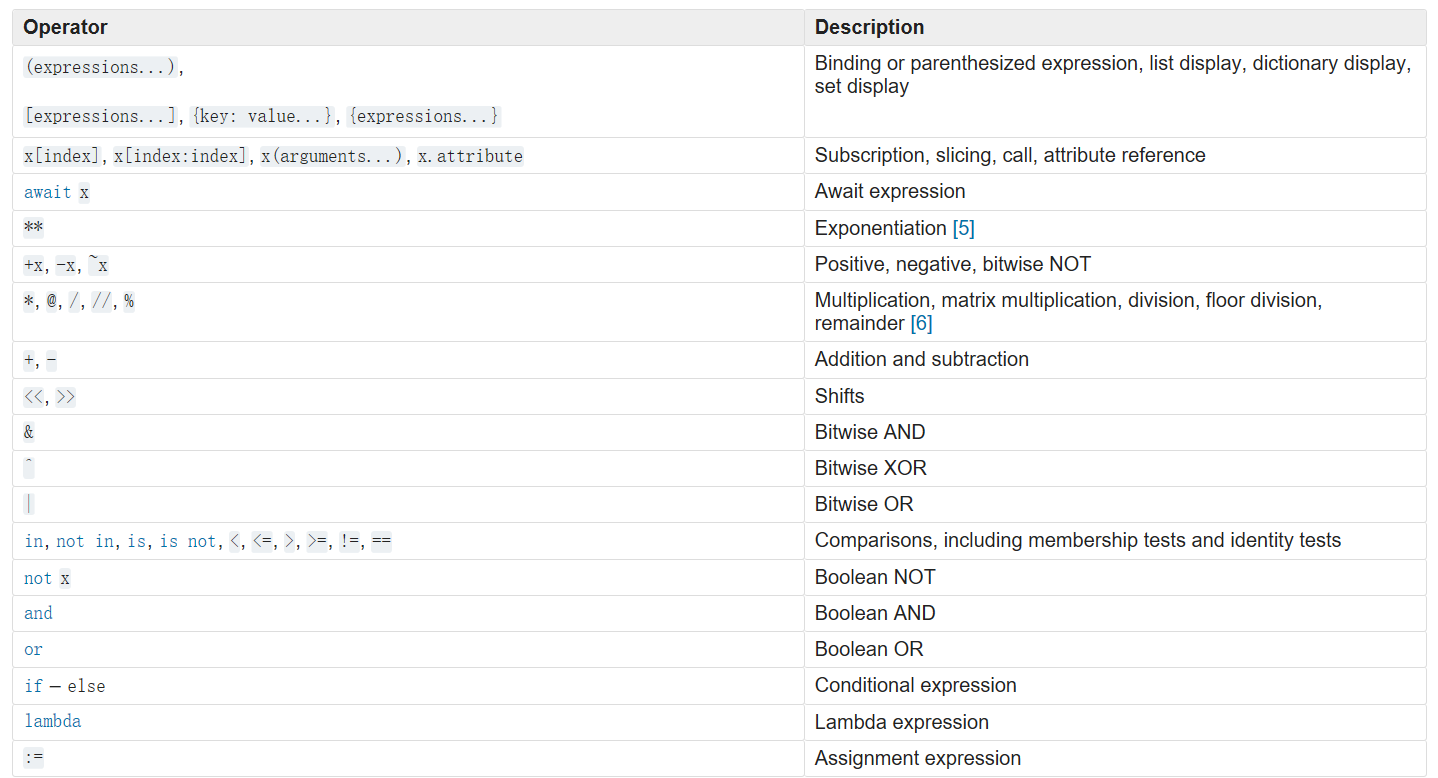 Operator Description
(expressions...), Binding or parenthesized expression, list display, dictionary display,
set display
[expressions...], {key: value...}, {expressions...}
x[index], x[index:index], x(arguments...), x.attribute Subscription, slicing, call, attribute reference
await x Await expression
** Exponentiation [5]
+x, -x, ~x Positive, negative, bitwise NOT
*, @, /, //, % Multiplication, matrix multiplication, division, floor division,
remainder [6]
+, - Addition and subtraction
<<, >> Shifts
& Bitwise AND
^ Bitwise XOR
| Bitwise OR
in, not in, is, is not, <, <=, >, >=, !=, == Comparisons, including membership tests and identity tests
not x Boolean NOT
and Boolean AND
or Boolean OR
if – else Conditional expression
lambda Lambda expression
:= Assignment expression